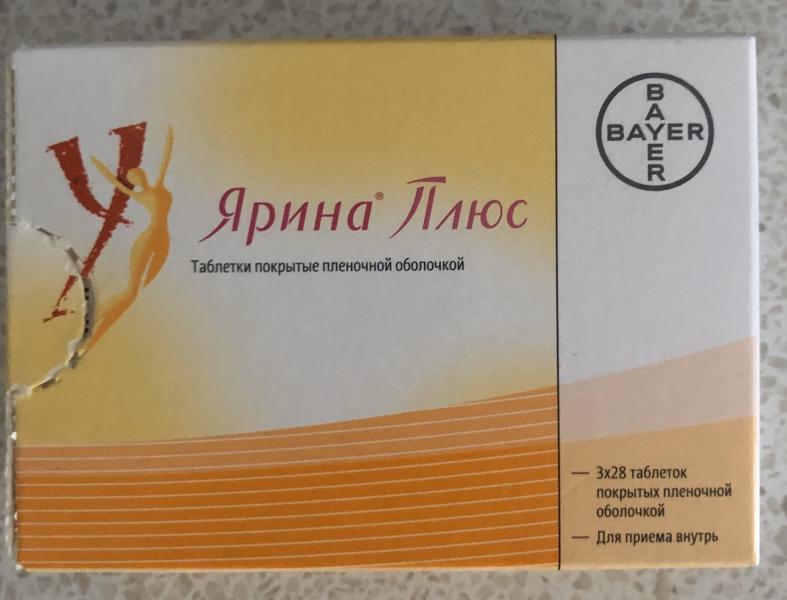 BAYER
BAYER
Ярина® Плюс
Таблетки покрытые пленочной оболочкой
— 3х28 таблеток
покрытых пленочной
оболочкой
— Для приема внутрь